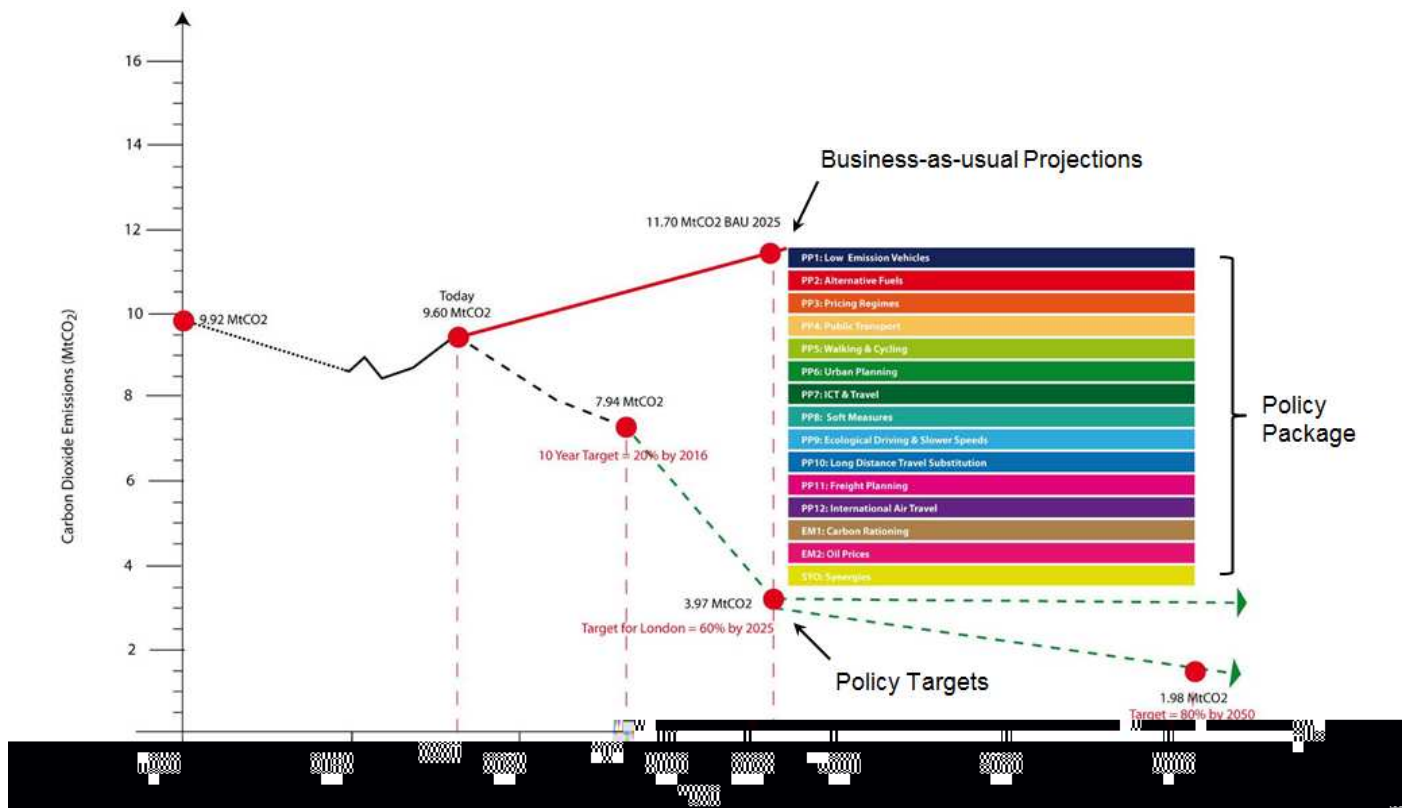 16
14
Business-as-usual Projections
11.70 MtCO2 BAU 2025
12
PP1: Low Emission Vehicles
Today
PP2: Alternative Fuels
9.60 MtCO2
PP3: Pricing Regimes
10
9.92 MtCO2
PP4: Public Transport
PP5: Walking & Cycling
PP6: Urban Planning
PP7: ICT & Travel
8
7.94 MtCO2
PP8: Soft Measures
Policy
Package
PP9: Ecological Driving & Slower Speeds
10 Year Target = 20% by 2016
PP10: Long Distance Travel Substitution
6
PP11: Freight Planning
PP12: International Air Travel
EM1: Carbon Rationing
EM2: Oil Prices
4
SYO: Synergies
3.97 MtCO2
Target for London = 60% by 2025
2
Policy Targets
1.98 MtCO2
Target = 80% by 2050
Carbon Dioxide Emissions (MtCO2)